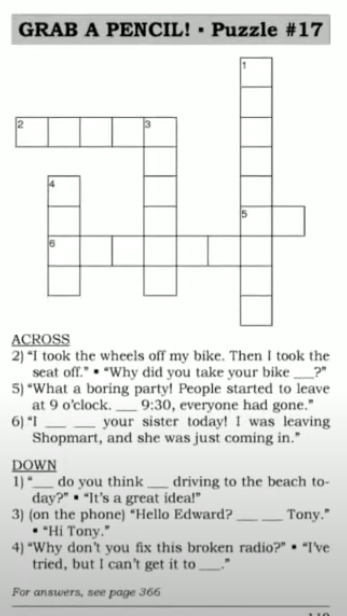 GRAB A PENCIL! • Puzzle #17
1
2
3
4
5
6
ACROSS
2) “I took the wheels off my bike. Then I took the
seat off.” • “Why did you take your bike ___?”
5) “What a boring party! People started to leave
at 9 o’clock. ___ 9:30, everyone had gone.”
6) “I ___ ___ your sister today! I was leaving
Shopmart, and she was just coming in.”
DOWN
1) “___ do you think ___ driving to the beach to-
day?” • “It’s a great idea!”
3) (on the phone) “Hello Edward? ___ ___ Tony.”
• “Hi Tony.”
4) “Why don’t you fix this broken radio?” • “I’ve
tried, but I can’t get it to ___.”
For answers, see page 366